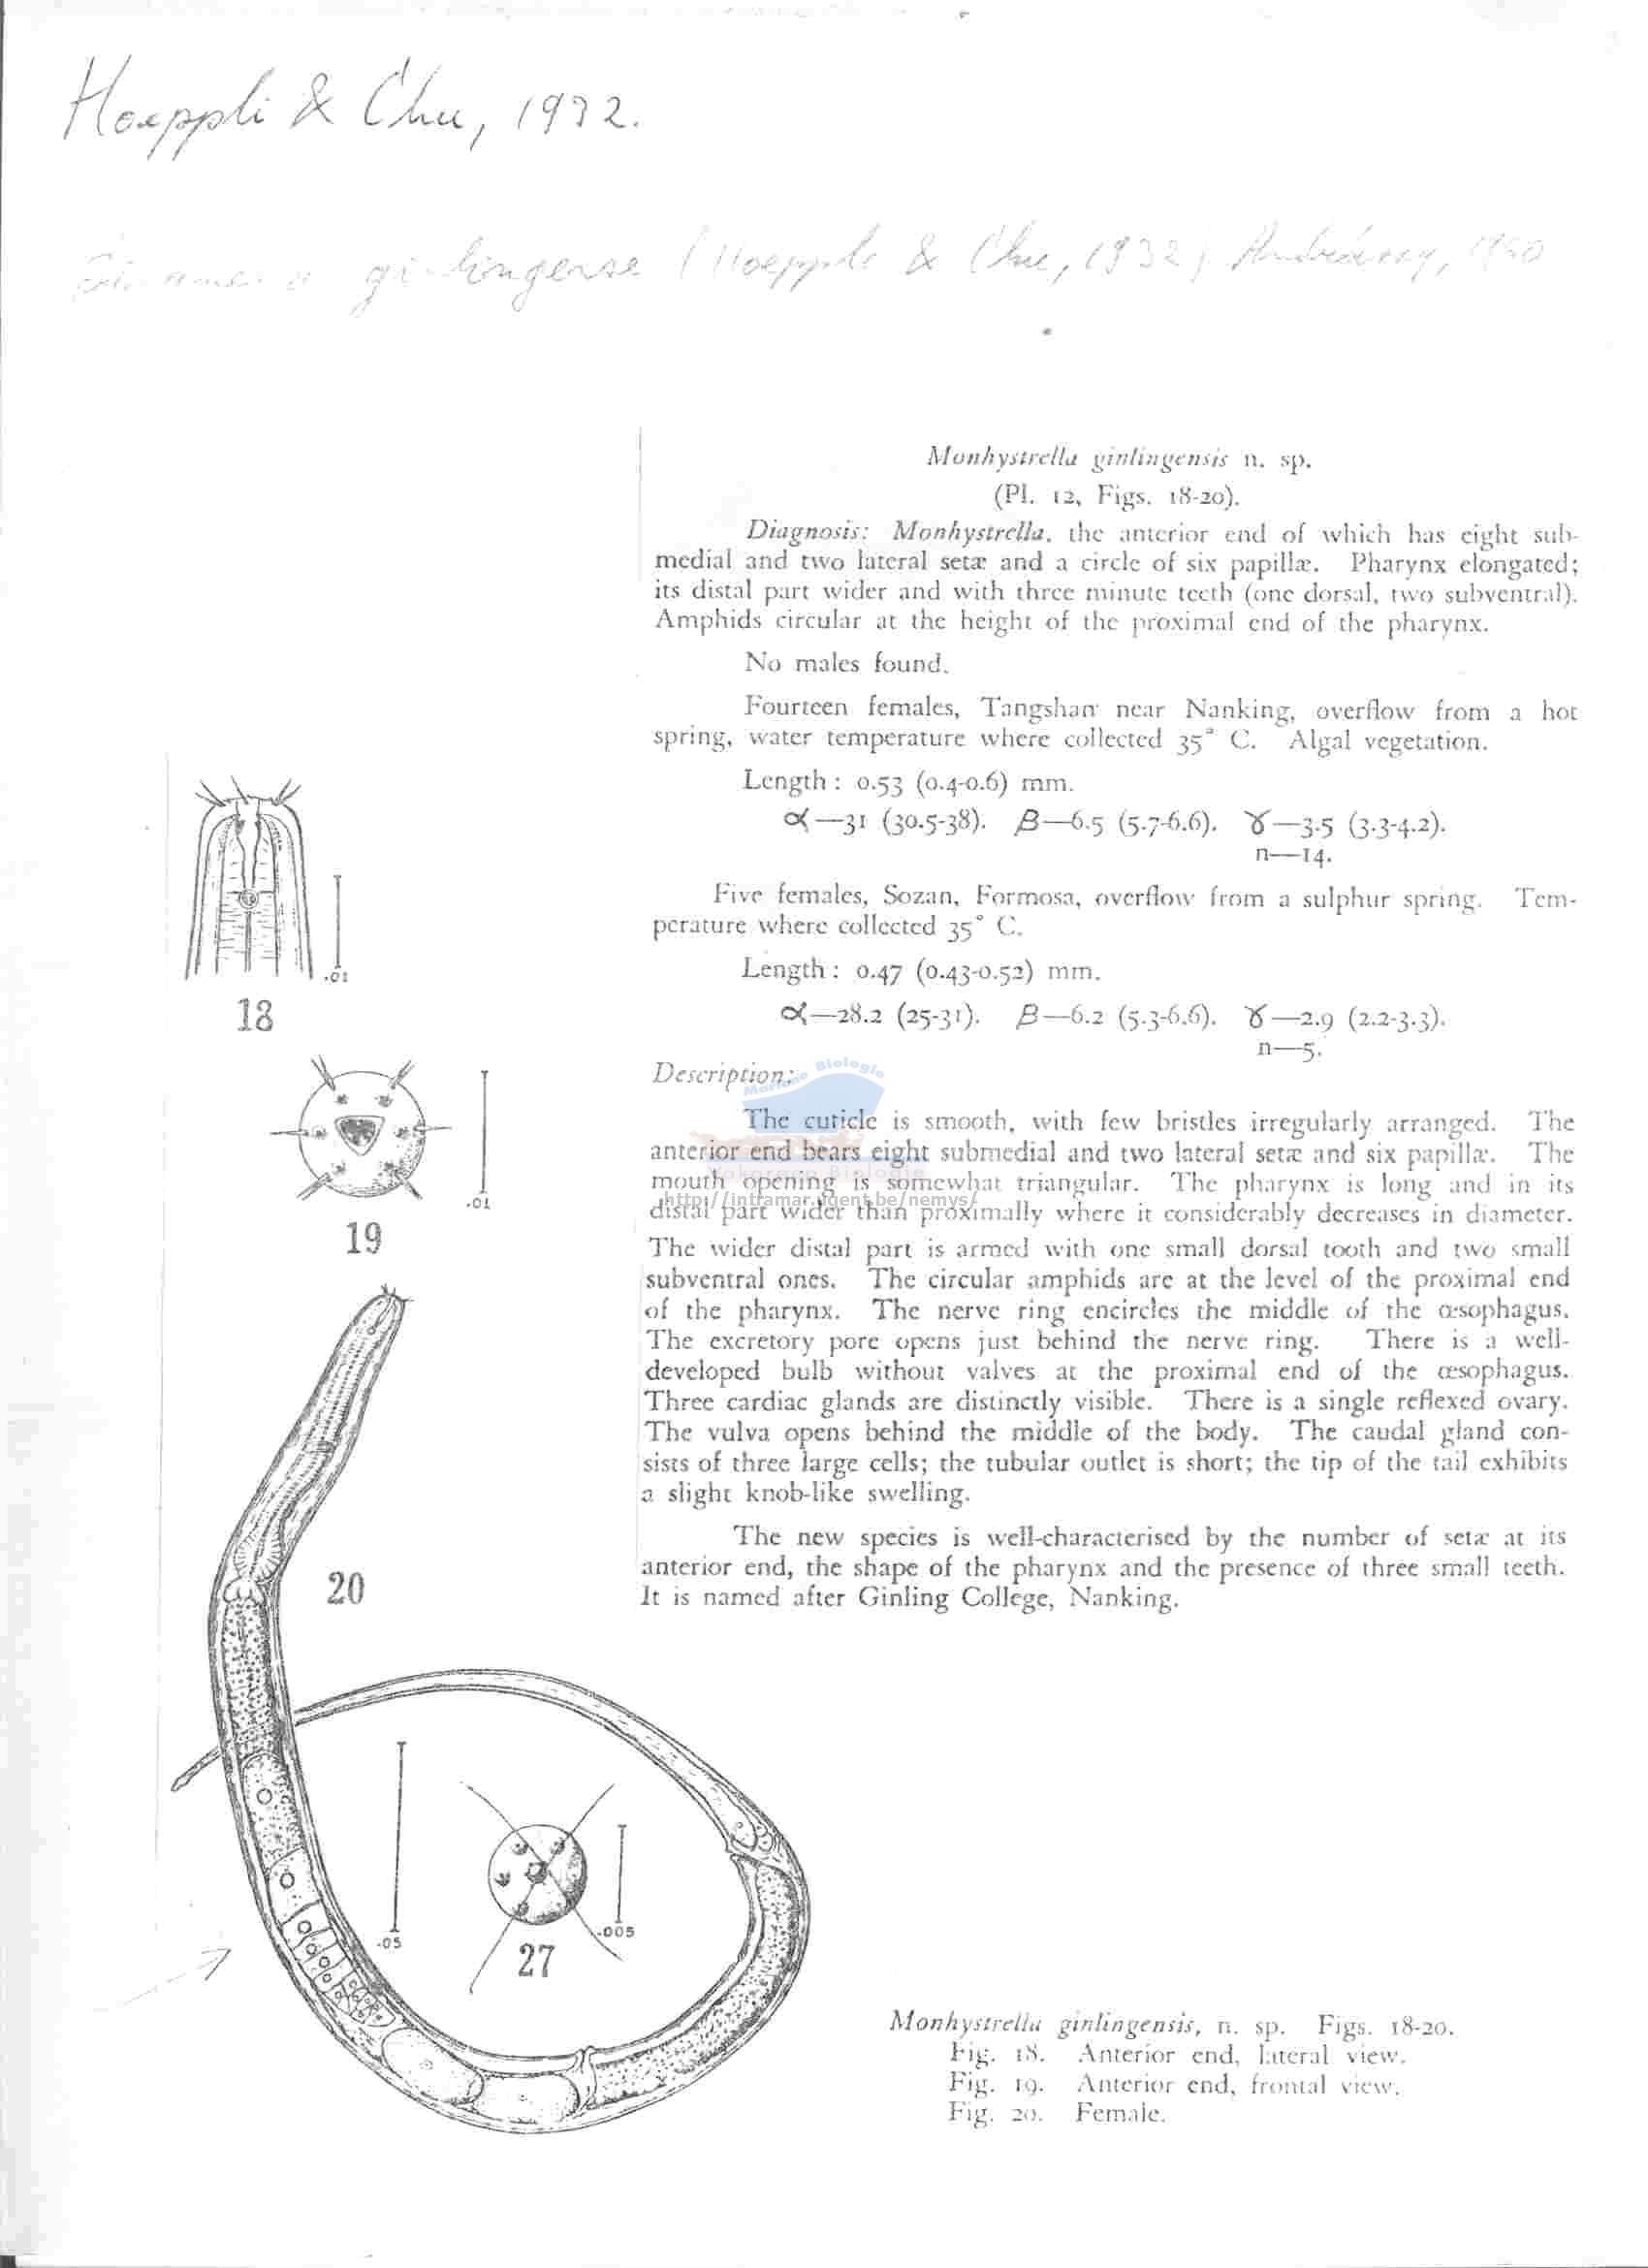 Hoeppli & Chu, 1932.
ginlingense (Hoeppli & Chu, 1932) Andrássy,
Monhystrella ginlingensis n. sp.
(Pl. 12, Figs. 18-20).
Diagnosis: Monhystrella, the anterior end of which has eight sub-
medial and two lateral setæ and a circle of six papillæ. Pharynx elongated;
its distal part wider and with three minute teeth (one dorsal, two subventral).
Amphids circular at the height of the proximal end of the pharynx.
No males found.
Fourteen females, Tangshan near Nanking, overflow from a hot
spring, water temperature where collected 35° C. Algal vegetation.
Length: 0.53 (0.4-0.6) mm.
α—31 (30.5-38). β—6.5 (5.7-6.6). γ—3.5 (3.3-4.2).
n—14.
Five females, Sozan, Formosa, overflow from a sulphur spring. Tem-
perature where collected 35° C.
Length: 0.47 (0.43-0.52) mm.
α—28.2 (25-31). β—6.2 (5.3-6.6). γ—2.9 (2.2-3.3).
n—5.
Description:
Mariene Biologie
The cuticle is smooth, with few bristles irregularly arranged. The
anterior end bears eight submedial and two lateral setæ and six papillæ. The
mouth opening is somewhat triangular. The pharynx is long and in its
http://intramar.ugent.be/nemys/
distal part wider than proximally where it considerably decreases in diameter.
The wider distal part is armed with one small dorsal tooth and two small
subventral ones. The circular amphids are at the level of the proximal end
of the pharynx. The nerve ring encircles the middle of the œsophagus.
The excretory pore opens just behind the nerve ring. There is a well-
developed bulb without valves at the proximal end of the œsophagus.
Three cardiac glands are distinctly visible. There is a single reflexed ovary.
The vulva opens behind the middle of the body. The caudal gland con-
sists of three large cells; the tubular outlet is short; the tip of the tail exhibits
a slight knob-like swelling.
The new species is well-characterised by the number of setæ at its
anterior end, the shape of the pharynx and the presence of three small teeth.
It is named after Ginling College, Nanking.
.01
18
.01
19
20
.05
.005
27
Monhystrella ginlingensis, n. sp. Figs. 18-20.
Fig. 18. Anterior end, lateral view.
Fig. 19. Anterior end, frontal view.
Fig. 20. Female.